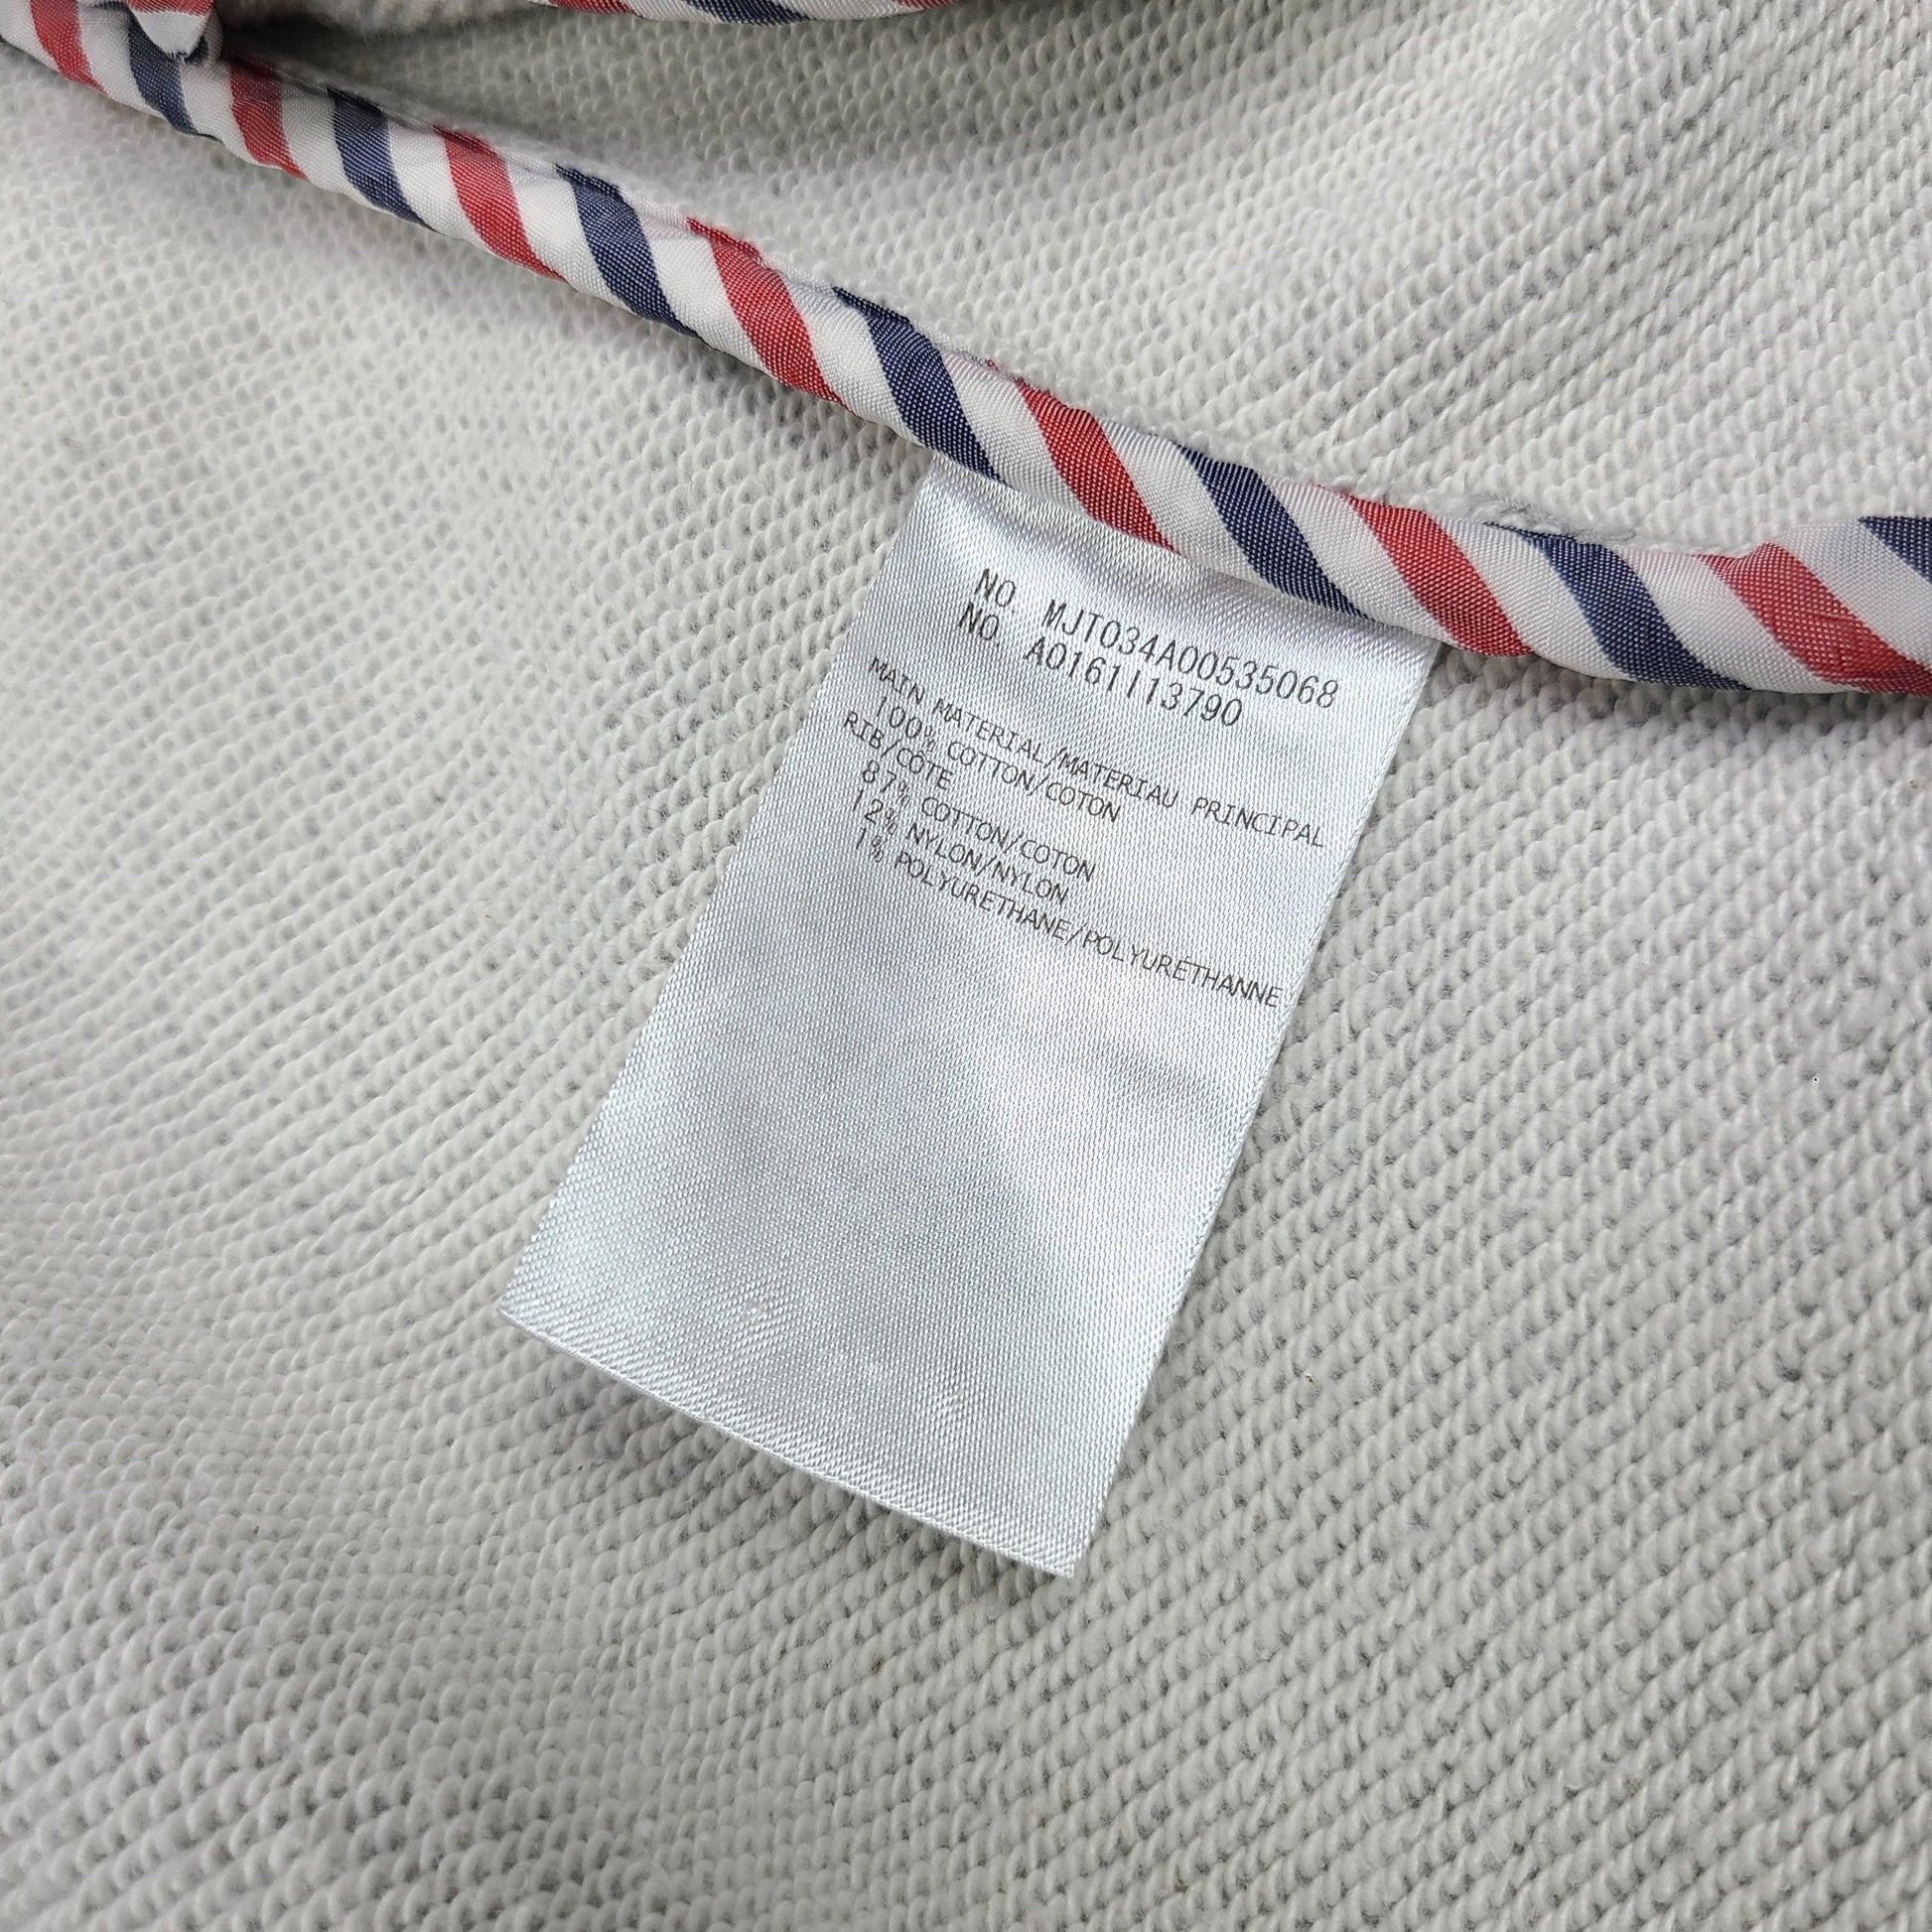 NO. MJT034A00535068
NO. A0161113790
MAIN MATERIAL/MATERIAU PRINCIPAL
100% COTTON/COTON
RIB/COTE
87% COTTON/COTON
12% NYLON/NYLON
1% POLYURETHANE/POLYURETHANNE